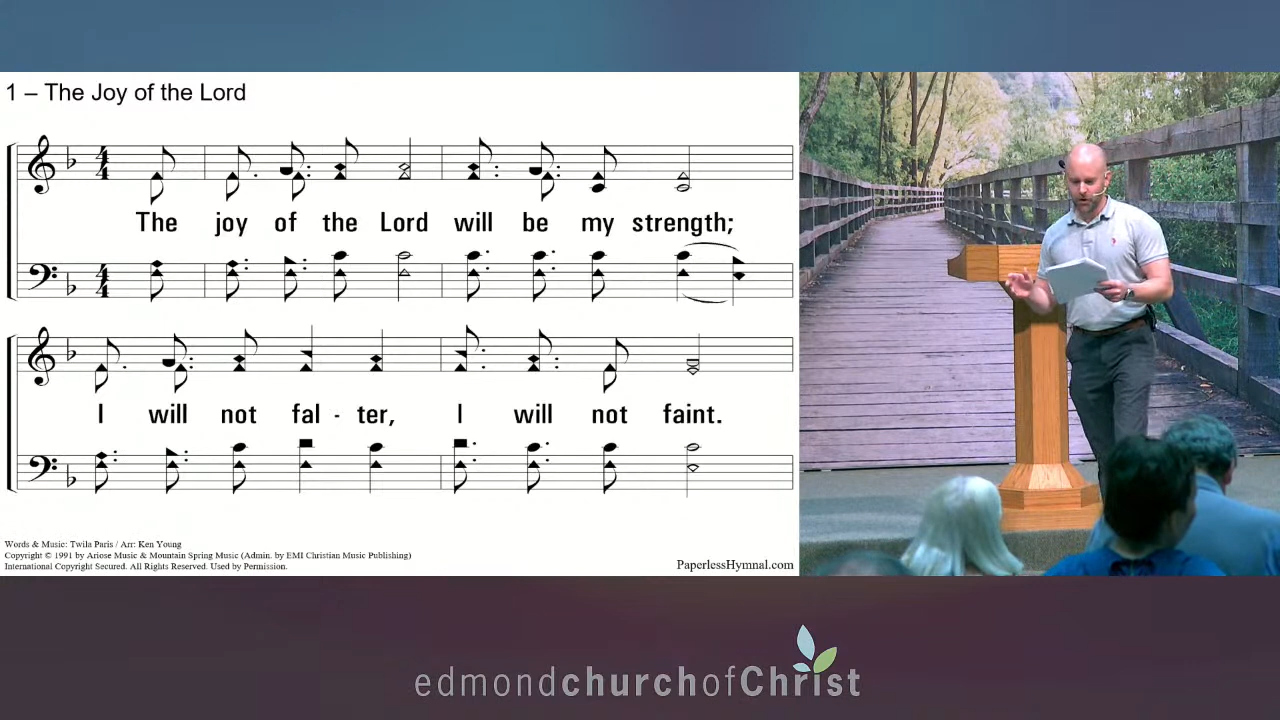 1 – The Joy of the Lord
The joy of the Lord will be my strength;
I will not fal - ter, I will not faint.
Words & Music: Twila Paris / Arr: Ken Young
Copyright © 1991 by Ariose Music & Mountain Spring Music (Admin. by EMI Christian Music Publishing)
International Copyright Secured. All Rights Reserved. Used by Permission.
PaperlessHymnal.com
edmondchurchofChrist